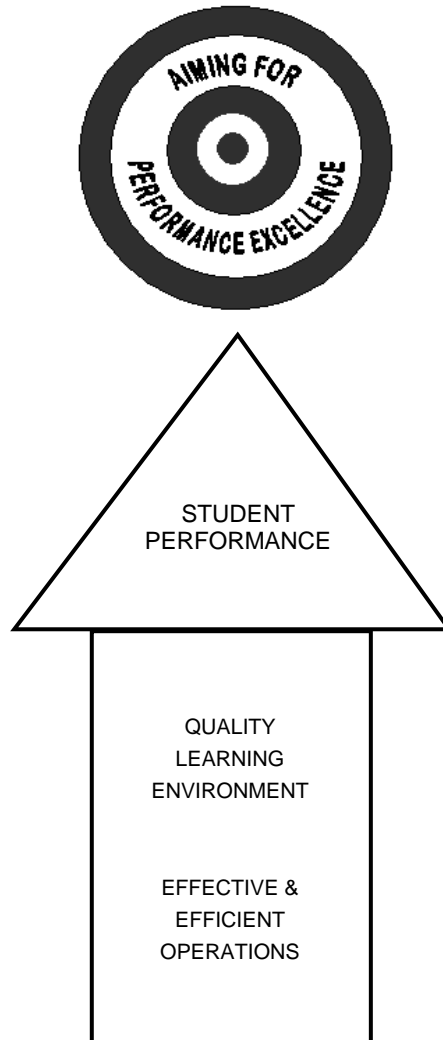 AIMING FOR
PERFORMANCE EXCELLENCE
STUDENT
PERFORMANCE
QUALITY
LEARNING
ENVIRONMENT
EFFECTIVE &
EFFICIENT
OPERATIONS